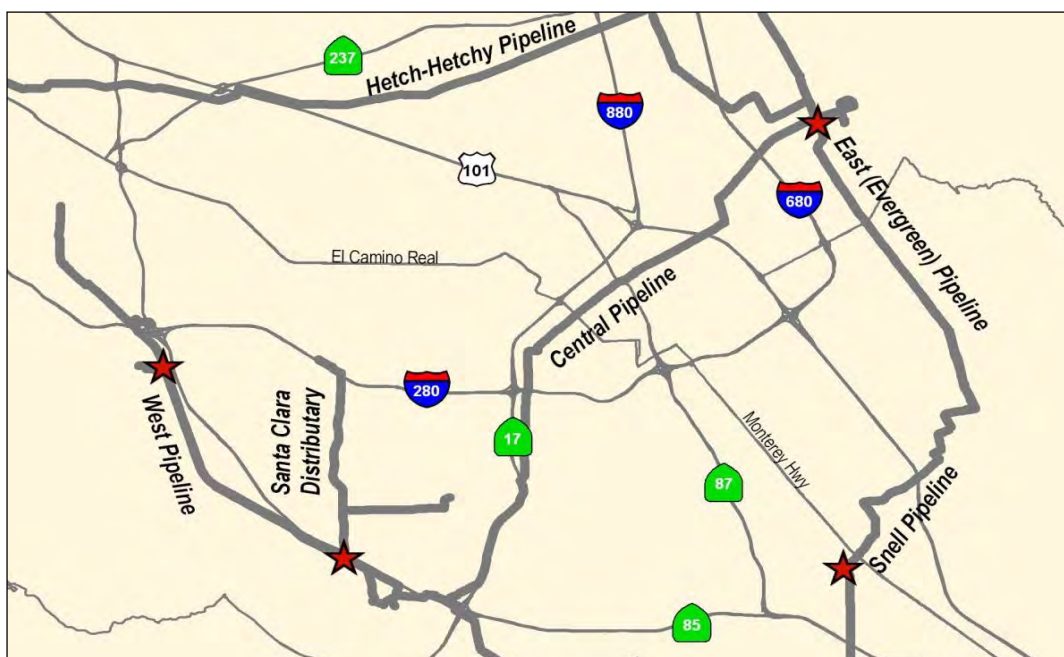 237
Hetch-Hetchy Pipeline
880
101
680
East (Evergreen) Pipeline
El Camino Real
Central Pipeline
280
West Pipeline
Santa Clara
Distributary
17
87
Monterey Hwy
Snell Pipeline
85